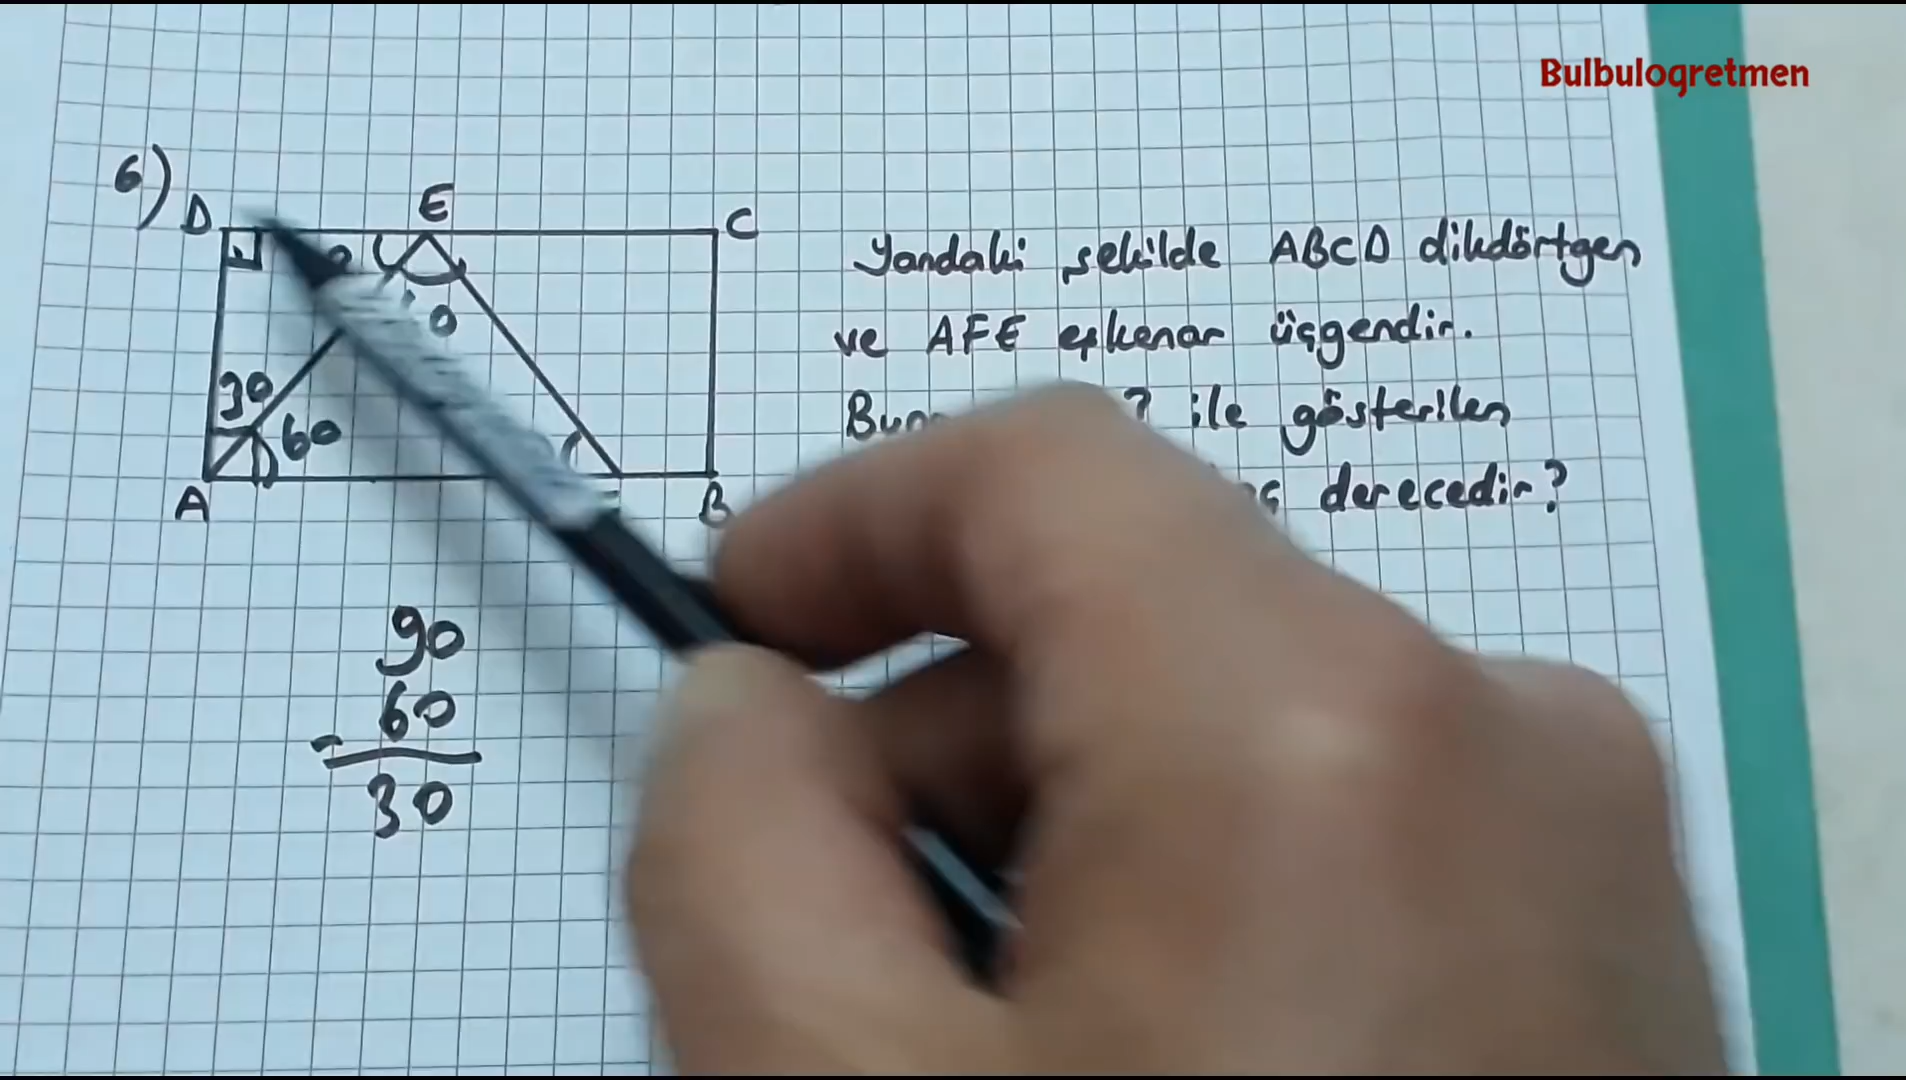 Bulbulogretmen
6)
D E C
Yandaki şekilde ABCD dikdörtgen
ve AFE eşkenar üçgendir.
? ile gösterilen
derecedir?
30
60
A B
90
60
-
30